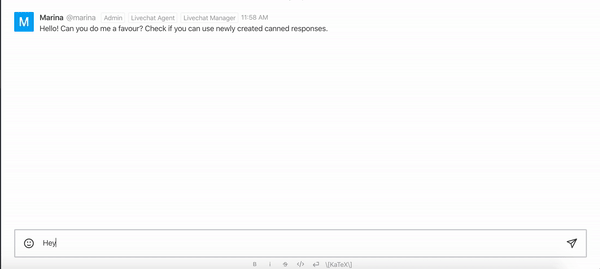 M Marina @marina Admin Livechat Agent Livechat Manager 11:58 AM
Hello! Can you do me a favour? Check if you can use newly created canned responses.
Hey
B i S </> \[KaTeX\]